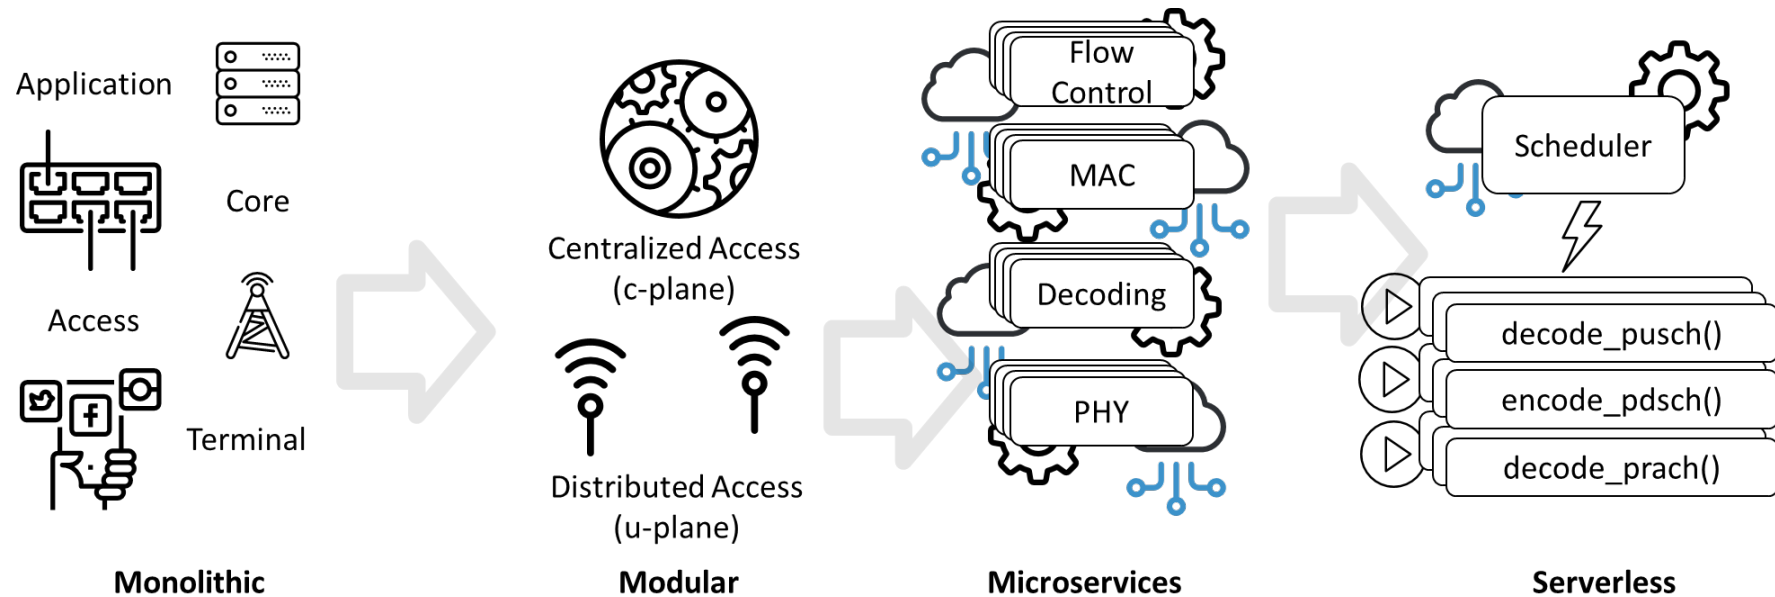 Application
Core
Access
Terminal
Monolithic
Centralized Access
(c-plane)
Distributed Access
(u-plane)
Modular
Flow
Control
MAC
Decoding
PHY
Microservices
Scheduler
decode_pusch()
encode_pdsch()
decode_prach()
Serverless